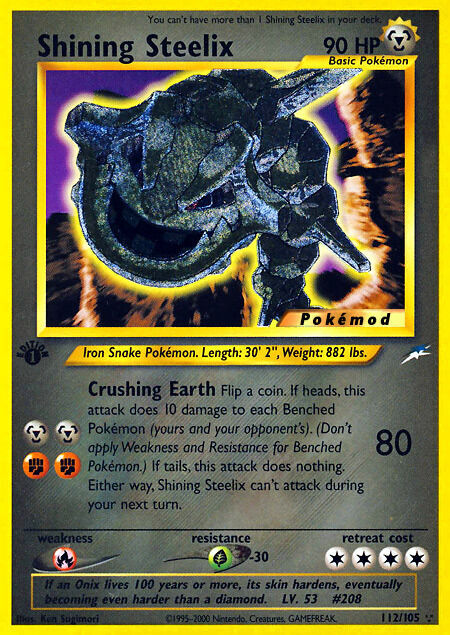 You can't have more than 1 Shining Steelix in your deck.
Shining Steelix
90 HP
Basic Pokémon
Pokémod
EDITION
1
Iron Snake Pokémon. Length: 30' 2", Weight: 882 lbs.
Crushing Earth Flip a coin. If heads, this
attack does 10 damage to each Benched
Pokémon (yours and your opponent's). (Don't
apply Weakness and Resistance for Benched
Pokémon.) If tails, this attack does nothing.
Either way, Shining Steelix can't attack during
your next turn.
80
weakness
resistance
retreat cost
-30
If an Onix lives 100 years or more, its skin hardens, eventually
becoming even harder than a diamond. LV. 53 #208
Illus. Ken Sugimori
©1995-2000 Nintendo, Creatures, GAMEFREAK.
112/105